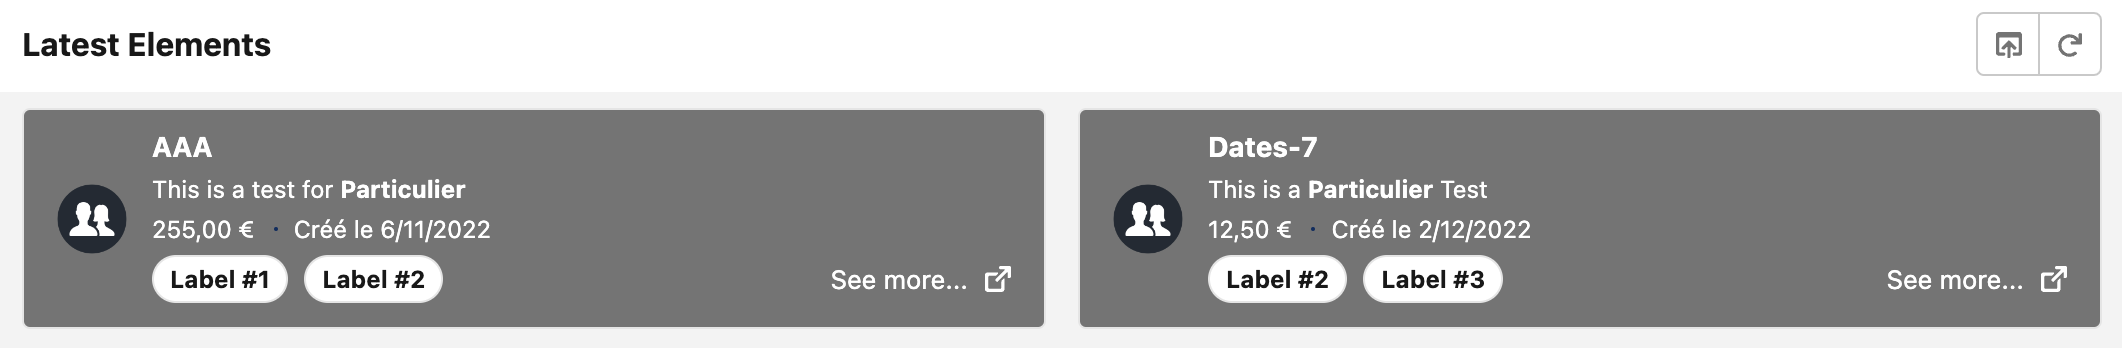 Latest Elements
AAA
This is a test for Particulier
255,00 € · Créé le 6/11/2022
Label #1 Label #2
See more...
Dates-7
This is a Particulier Test
12,50 € · Créé le 2/12/2022
Label #2 Label #3
See more...